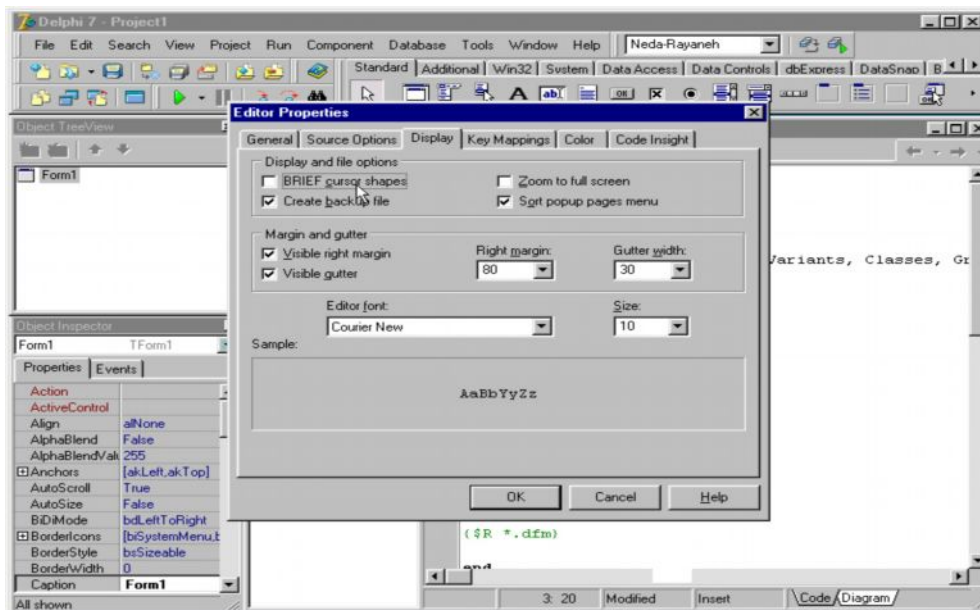 Delphi 7 - Project1
File Edit Search View Project Run Component Database Tools Window Help Neda-Rayaneh
Standard Additional Win32 System Data Access Data Controls dbExpress DataSnap
Object TreeView
Form1
Editor Properties
General Source Options Display Key Mappings Color Code Insight
Display and file options
BRIEF cursor shapes
Zoom to full screen
Create backup file
Sort popup pages menu
Margin and gutter
Visible right margin
Visible gutter
Right margin:
80
Gutter width:
30
Editor font:
Courier New
Size:
10
Sample:
AaBbYyZz
OK Cancel Help
Variants, Classes,
Object Inspector
Form1 TForm1
Properties Events
Action
ActiveControl
Align alNone
AlphaBlend False
AlphaBlendVal 255
Anchors [akLeft,akTop]
AutoScroll True
AutoSize False
BiDiMode bdLeftToRight
BorderIcons [biSystemMenu,
BorderStyle bsSizeable
BorderWidth 0
Caption Form1
All shown
{$R *.dfm}
end
3: 20 Modified Insert Code Diagram